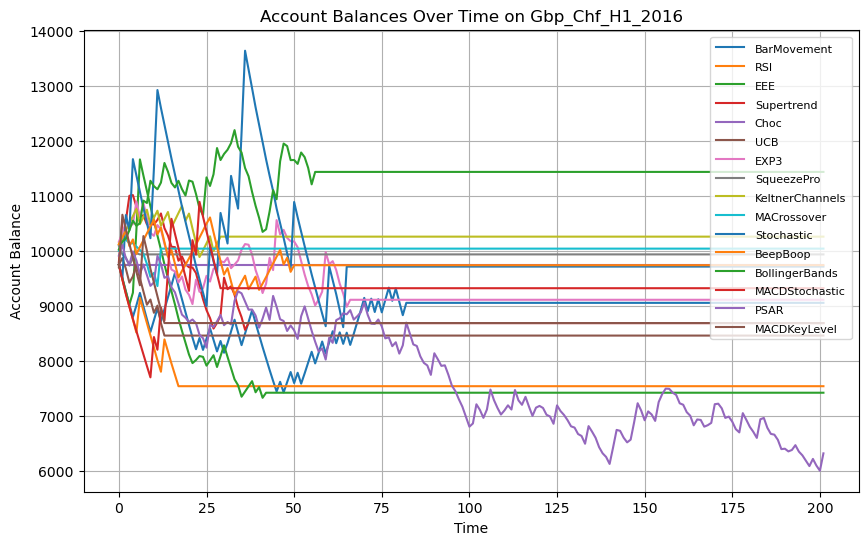 Account Balances Over Time on Gbp_Chf_H1_2016
14000
13000
12000
11000
10000
9000
8000
7000
6000
Account Balance
0
25
50
75
100
125
150
175
200
Time
BarMovement
RSI
EEE
Supertrend
Choc
UCB
EXP3
SqueezePro
KeltnerChannels
MACrossover
Stochastic
BeepBoop
BollingerBands
MACDStochastic
PSAR
MACDKeyLevel